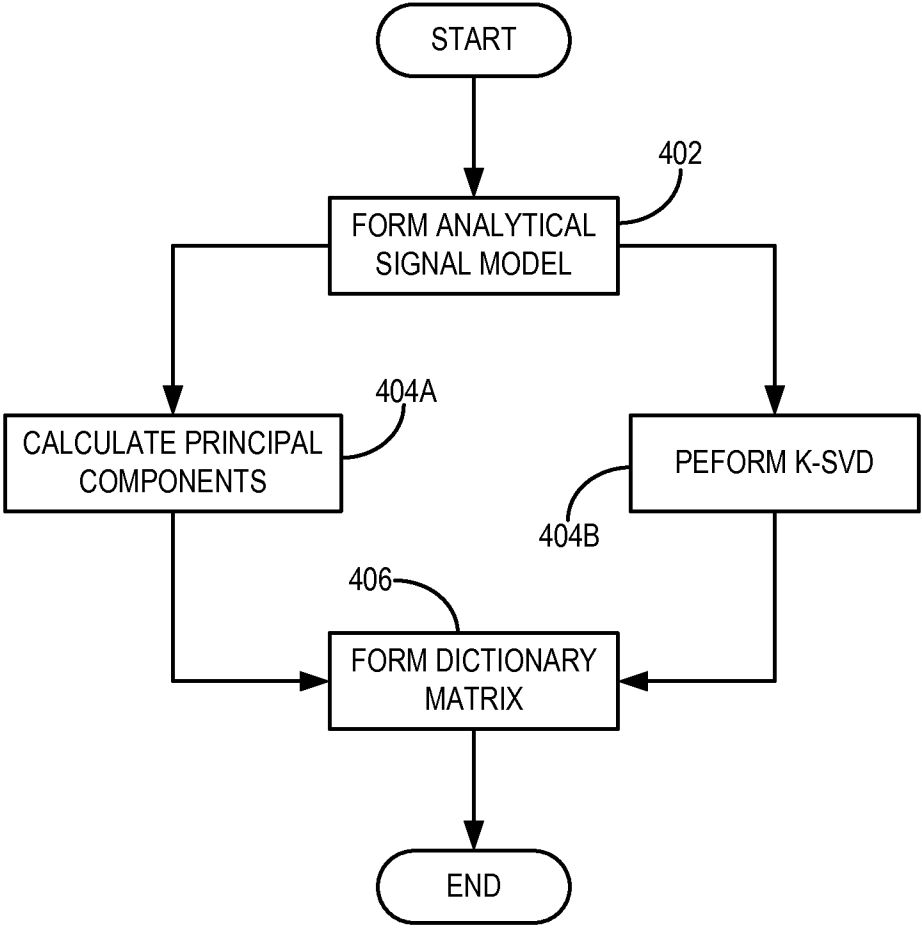 START
402
FORM ANALYTICAL
SIGNAL MODEL
404A
CALCULATE PRINCIPAL
COMPONENTS
PEFORM K-SVD
404B
406
FORM DICTIONARY
MATRIX
END